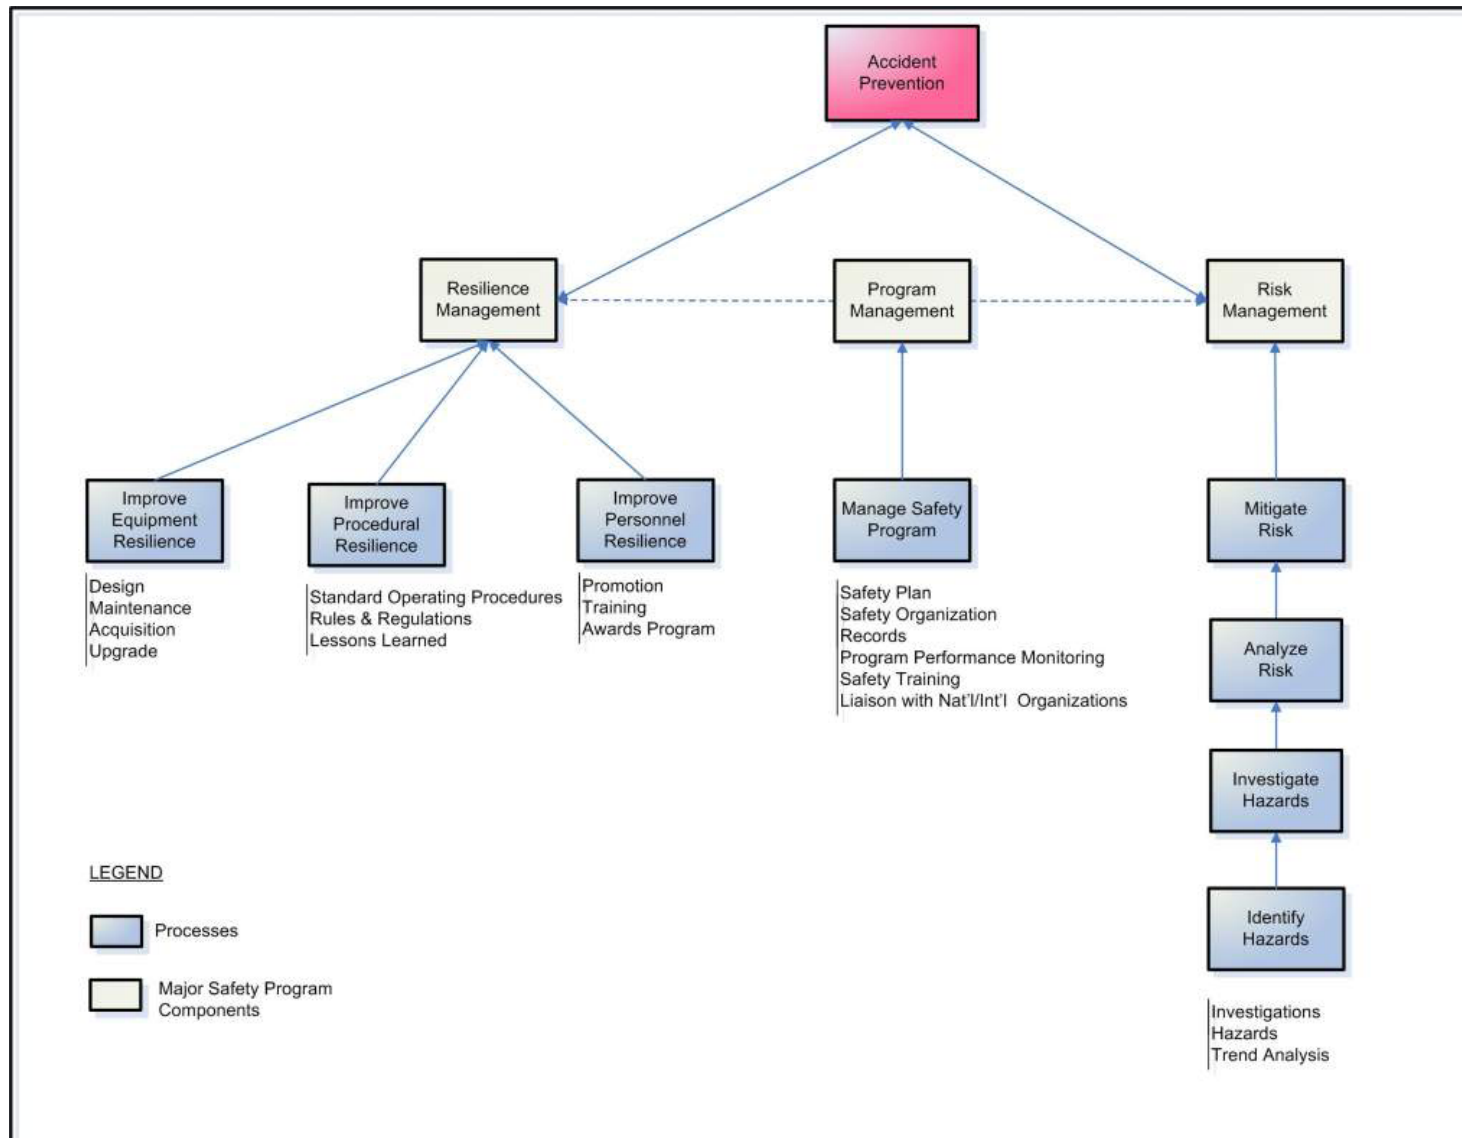 Accident
Prevention
Resilience
Management
Program
Management
Risk
Management
Improve
Equipment
Resilience
Improve
Procedural
Resilience
Improve
Personnel
Resilience
Manage Safety
Program
Mitigate
Risk
Design
Maintenance
Acquisition
Upgrade
Standard Operating Procedures
Rules & Regulations
Lessons Learned
Promotion
Training
Awards Program
Safety Plan
Safety Organization
Records
Program Performance Monitoring
Safety Training
Liaison with Nat'l/Int'l Organizations
Analyze
Risk
Investigate
Hazards
Identify
Hazards
Investigations
Hazards
Trend Analysis
LEGEND
Processes
Major Safety Program
Components